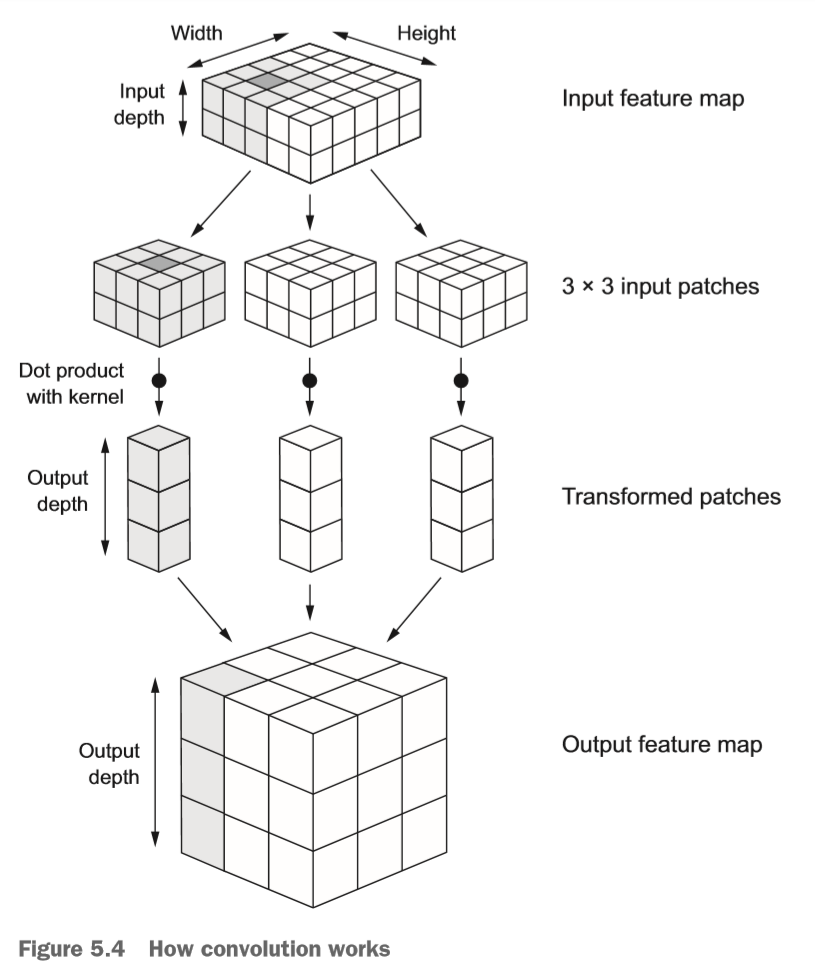 Width
Height
Input
depth
Input feature map
3 × 3 input patches
Dot product
with kernel
Output
depth
Transformed patches
Output
depth
Output feature map
Figure 5.4 How convolution works